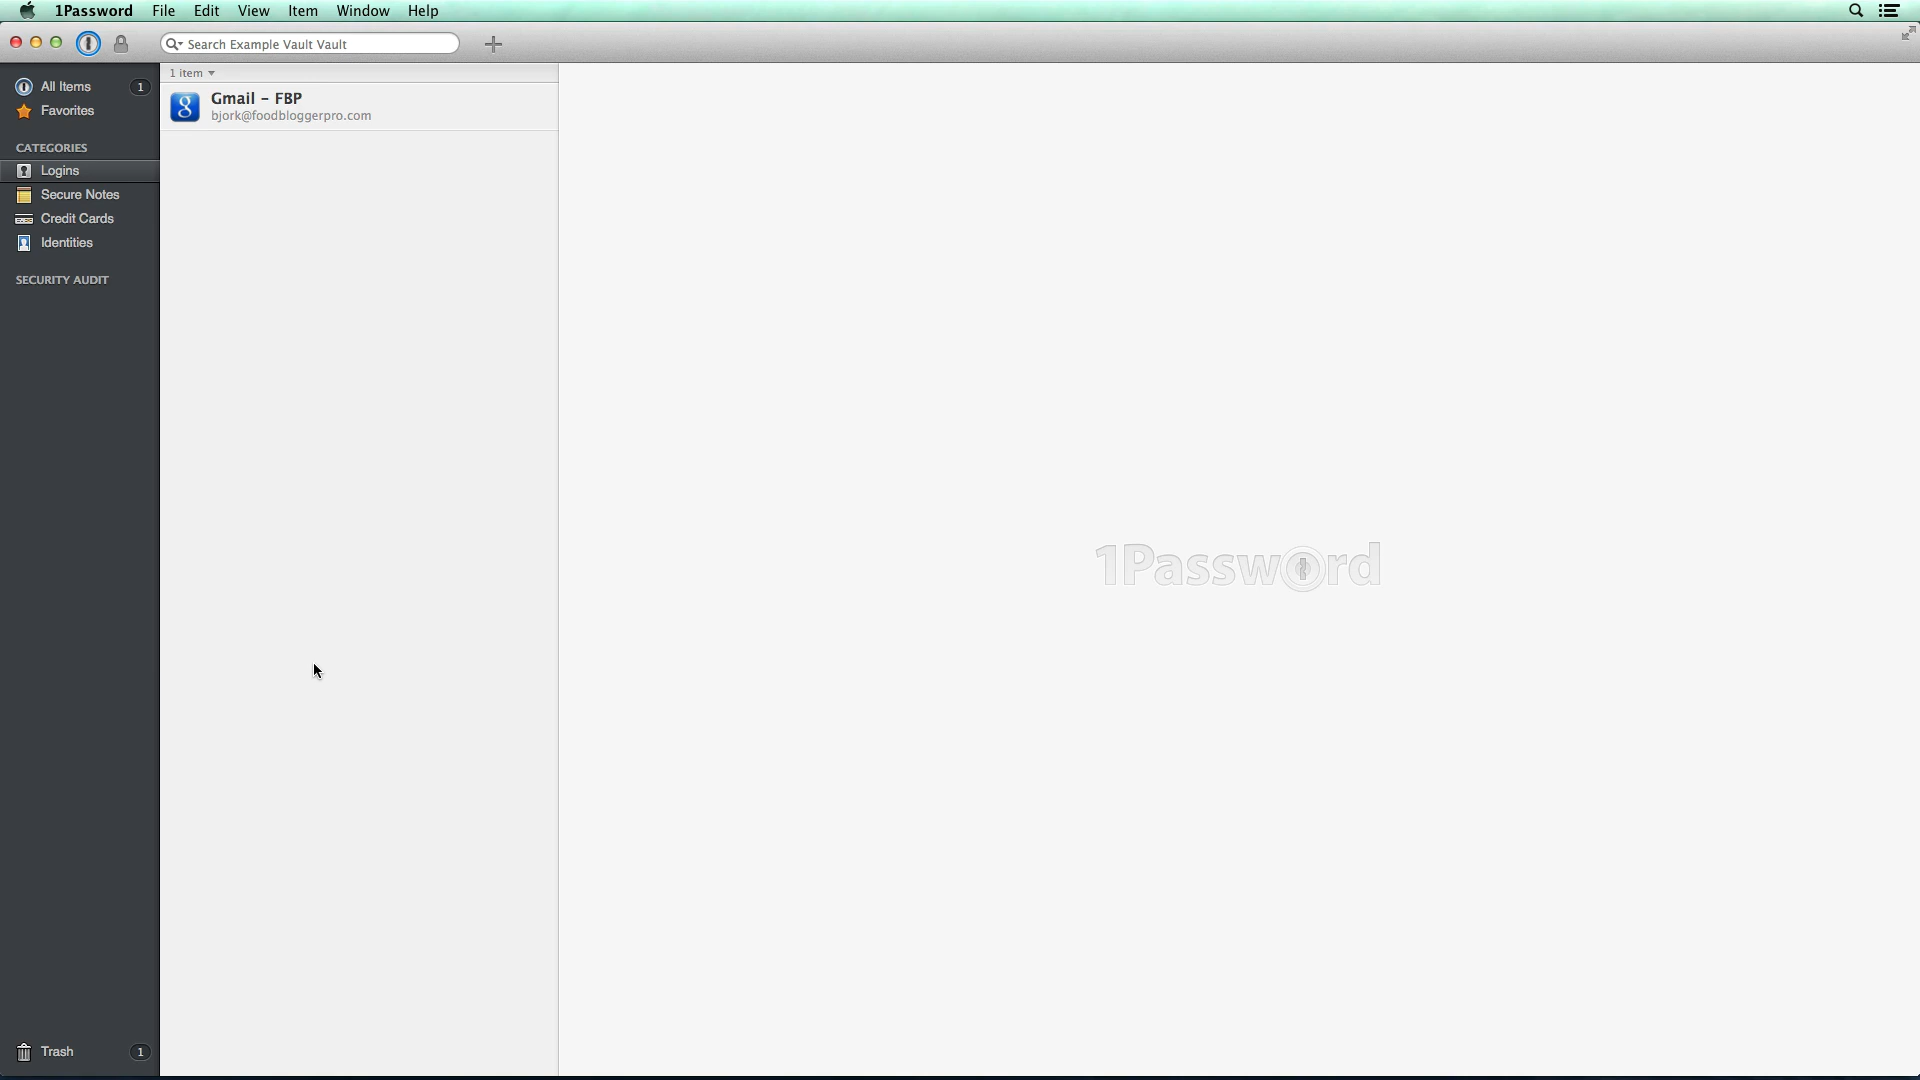 1Password File Edit View Item Window Help
Search Example Vault Vault
All Items 1
Favorites
CATEGORIES
Logins
Secure Notes
Credit Cards
Identities
SECURITY AUDIT
Trash 1
1 item
Gmail – FBP
bjork@foodbloggerpro.com
1Password